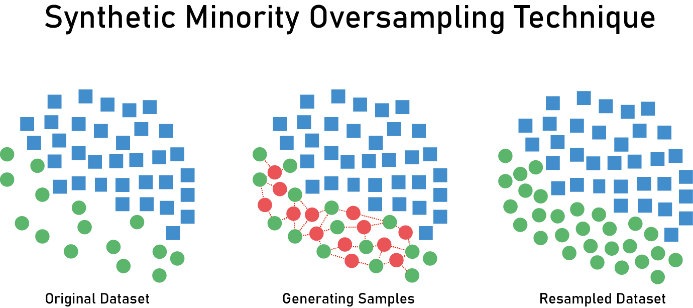 Synthetic Minority Oversampling Technique
Original Dataset
Generating Samples
Resampled Dataset